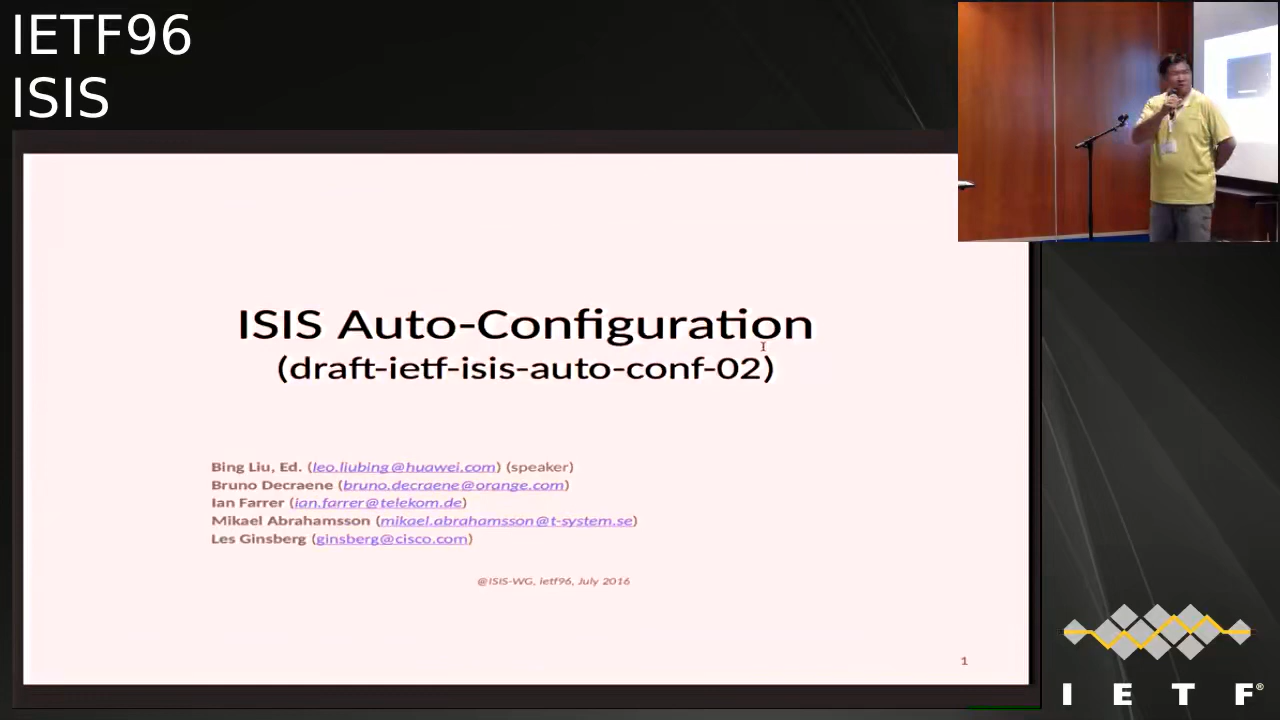 IETF96
ISIS
ISIS Auto-Configuration
(draft-ietf-isis-auto-conf-02)
Bing Liu, Ed. (leo.liubing@huawei.com) (speaker)
Bruno Decraene (bruno.decraene@orange.com)
Ian Farrer (ian.farrer@telekom.de)
Mikael Abrahamsson (mikael.abrahamsson@t-system.se)
Les Ginsberg (ginsberg@cisco.com)
@ISIS-WG, ietf96, July 2016
1
I E T F®